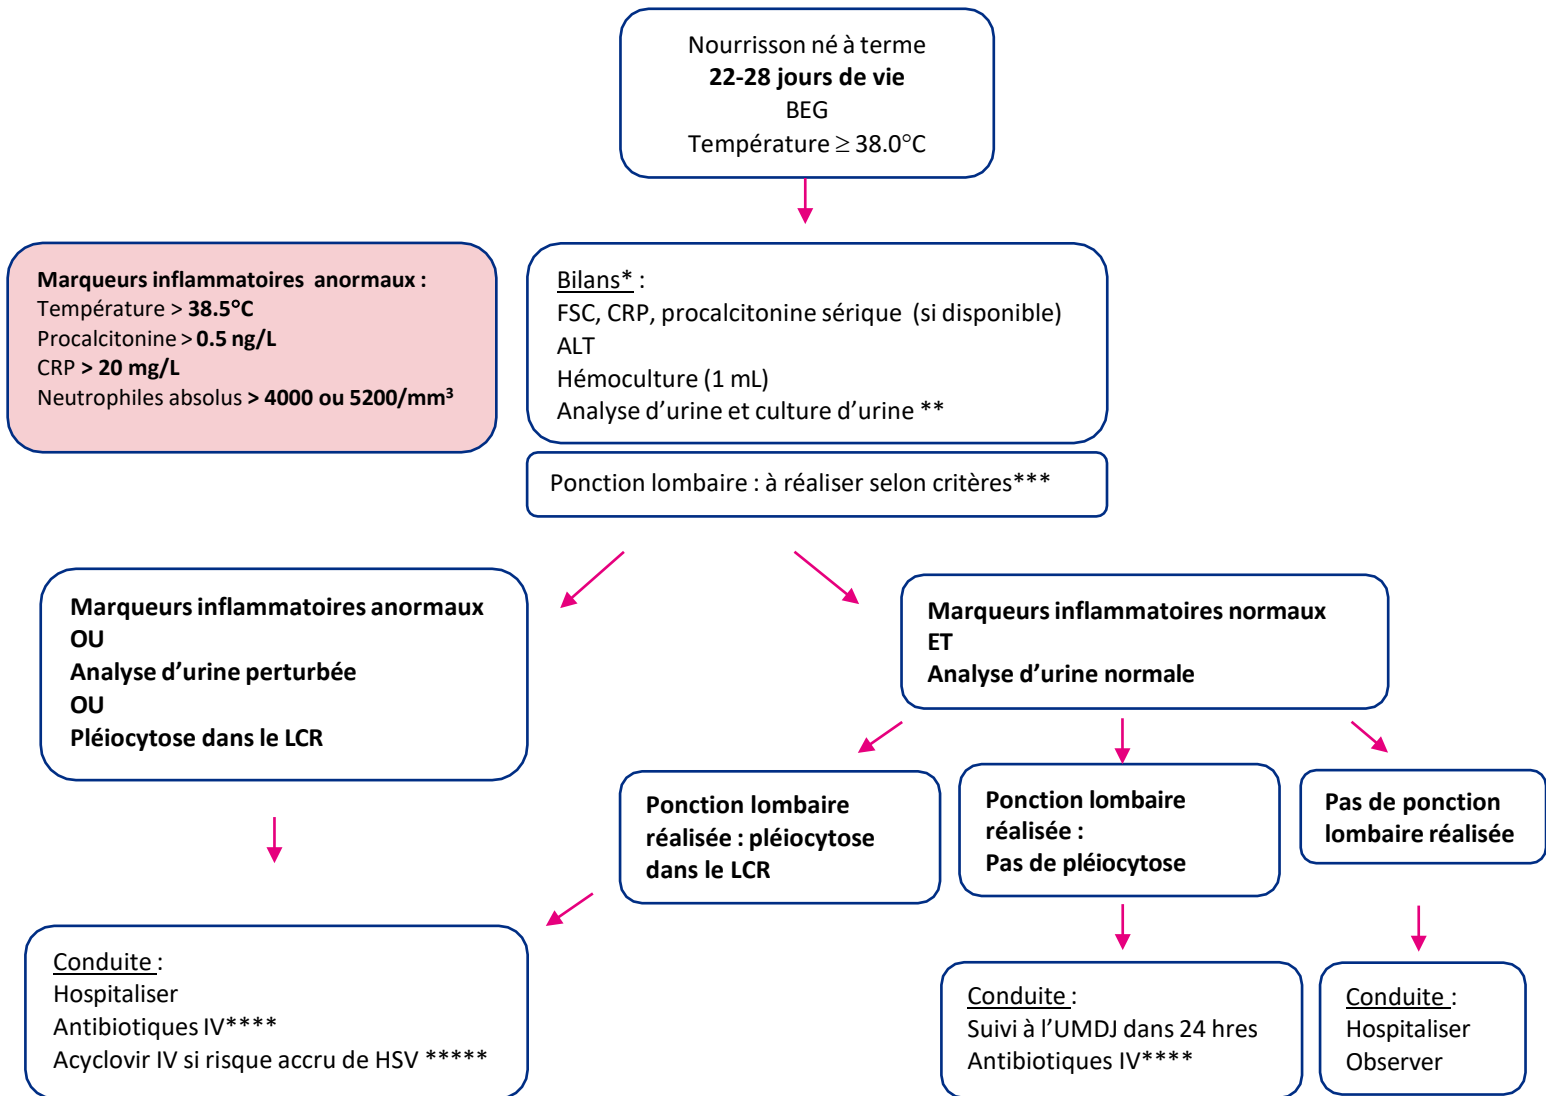 Nourrisson né à terme
22-28 jours de vie
BEG
Température ≥ 38.0°C
Marqueurs inflammatoires anormaux :
Température > 38.5°C
Procalcitonine > 0.5 ng/L
CRP > 20 mg/L
Neutrophiles absolus > 4000 ou 5200/mm³
Bilans* :
FSC, CRP, procalcitonine sérique (si disponible)
ALT
Hémoculture (1 mL)
Analyse d’urine et culture d’urine **
Ponction lombaire : à réaliser selon critères***
Marqueurs inflammatoires anormaux
OU
Analyse d’urine perturbée
OU
Pléiocytose dans le LCR
Marqueurs inflammatoires normaux
ET
Analyse d’urine normale
Ponction lombaire
réalisée : pléiocytose
dans le LCR
Ponction lombaire
réalisée :
Pas de pléiocytose
Pas de ponction
lombaire réalisée
Conduite :
Hospitaliser
Antibiotiques IV****
Acyclovir IV si risque accru de HSV *****
Conduite :
Suivi à l’UMDJ dans 24 hres
Antibiotiques IV****
Conduite :
Hospitaliser
Observer